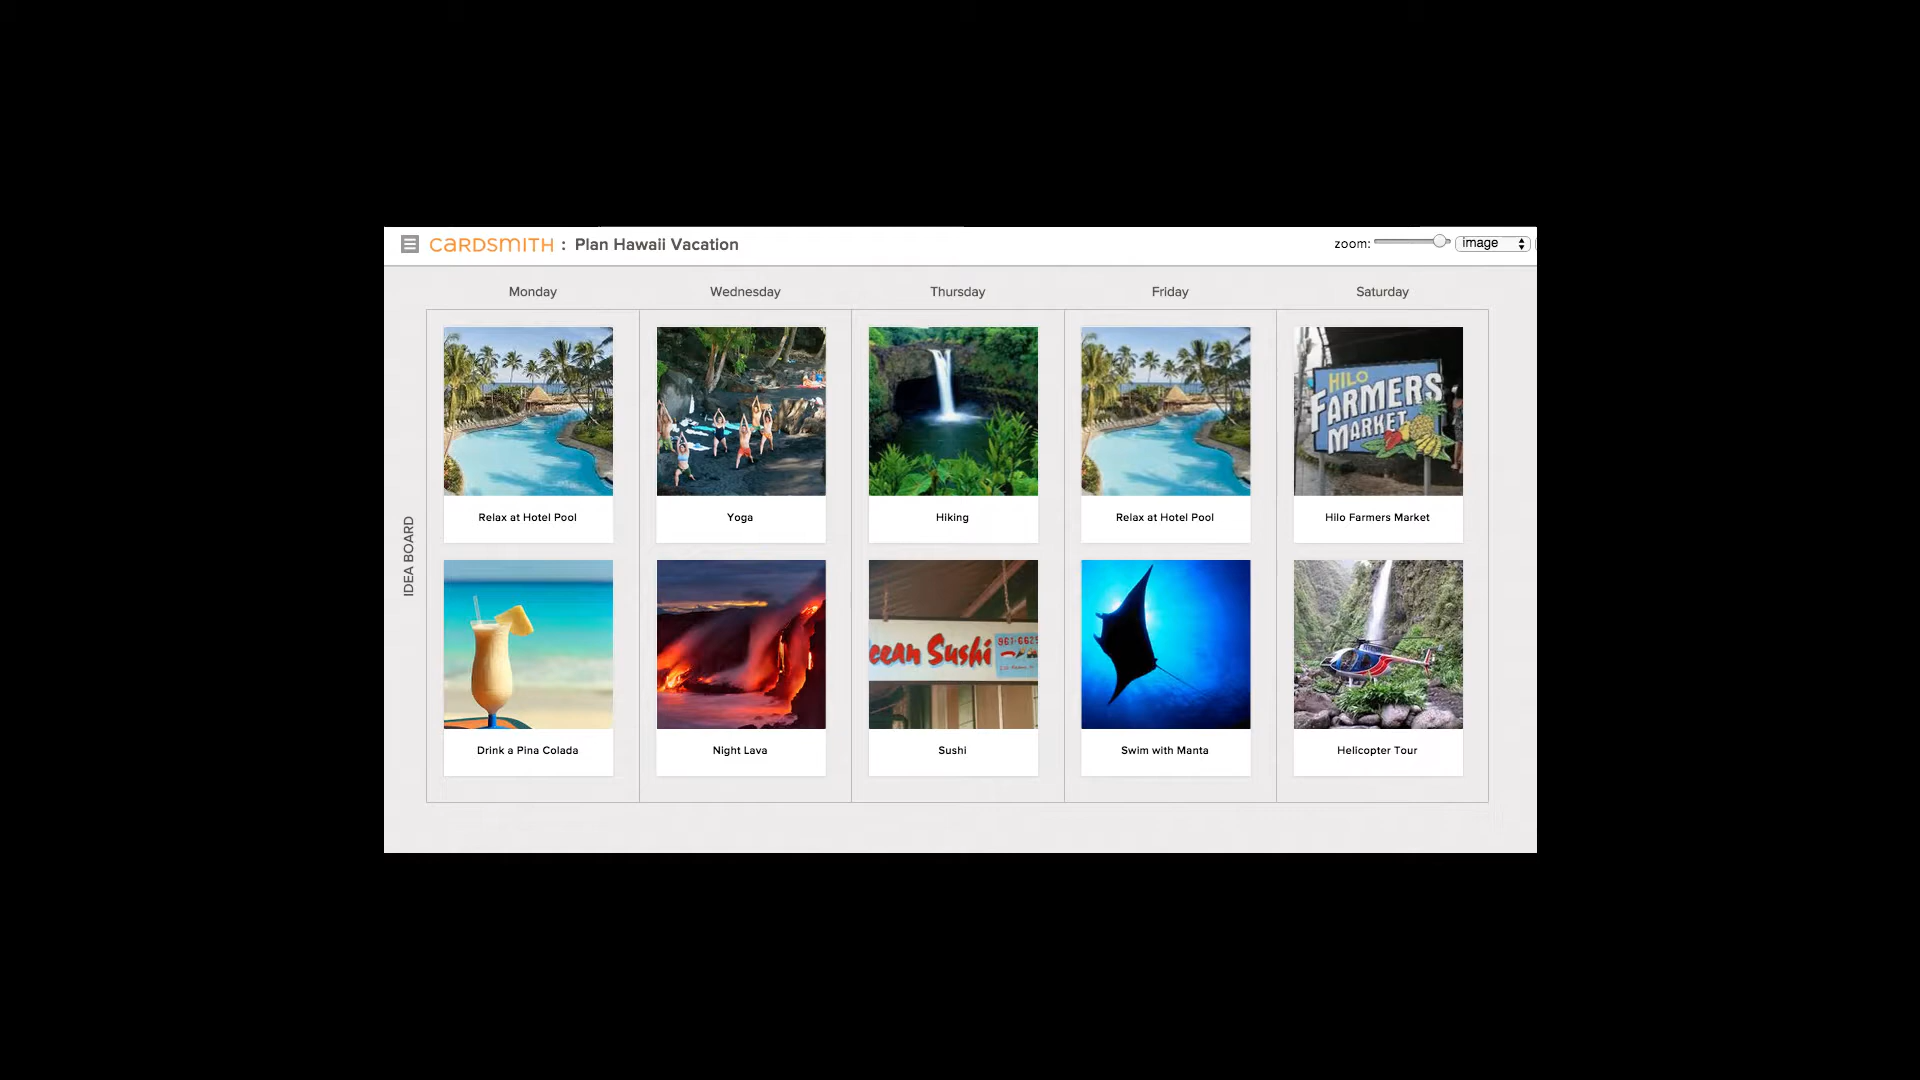 CARDSMITH : Plan Hawaii Vacation
zoom: image
Monday Wednesday Thursday Friday Saturday
IDEA BOARD
HILO
FARMERS
MARKET
Relax at Hotel Pool
Yoga
Hiking
Relax at Hotel Pool
Hilo Farmers Market
cean Sushi
Drink a Pina Colada
Night Lava
Sushi
Swim with Manta
Helicopter Tour